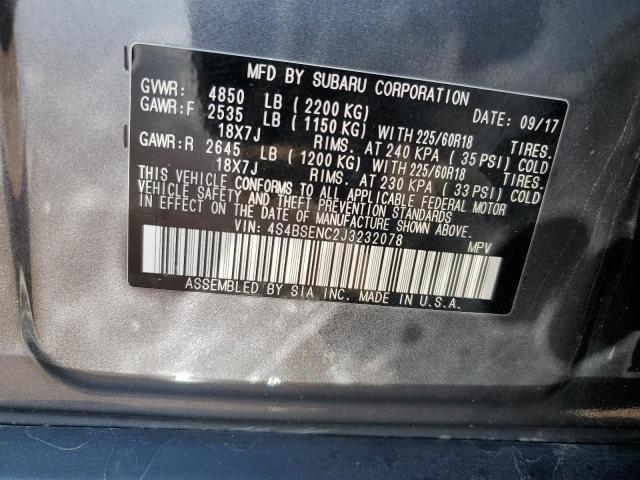 MFD BY SUBARU CORPORATION
GVWR: 4850 LB ( 2200 KG) DATE: 09/17
GAWR:F 2535 LB ( 1150 KG) WITH 225/60R18 TIRES.
18X7J RIMS. AT 240 KPA ( 35 PSI) COLD
GAWR:R 2645 LB ( 1200 KG) WITH 225/60R18 TIRES.
18X7J RIMS. AT 230 KPA ( 33 PSI) COLD
THIS VEHICLE CONFORMS TO ALL APPLICABLE FEDERAL MOTOR
VEHICLE SAFETY AND THEFT PREVENTION STANDARDS
IN EFFECT ON THE DATE OF MANUFACTURE SHOWN ABOVE.
VIN: 4S4BSENC2J3232078 MPV
ASSEMBLED BY SIA INC. MADE IN U.S.A.